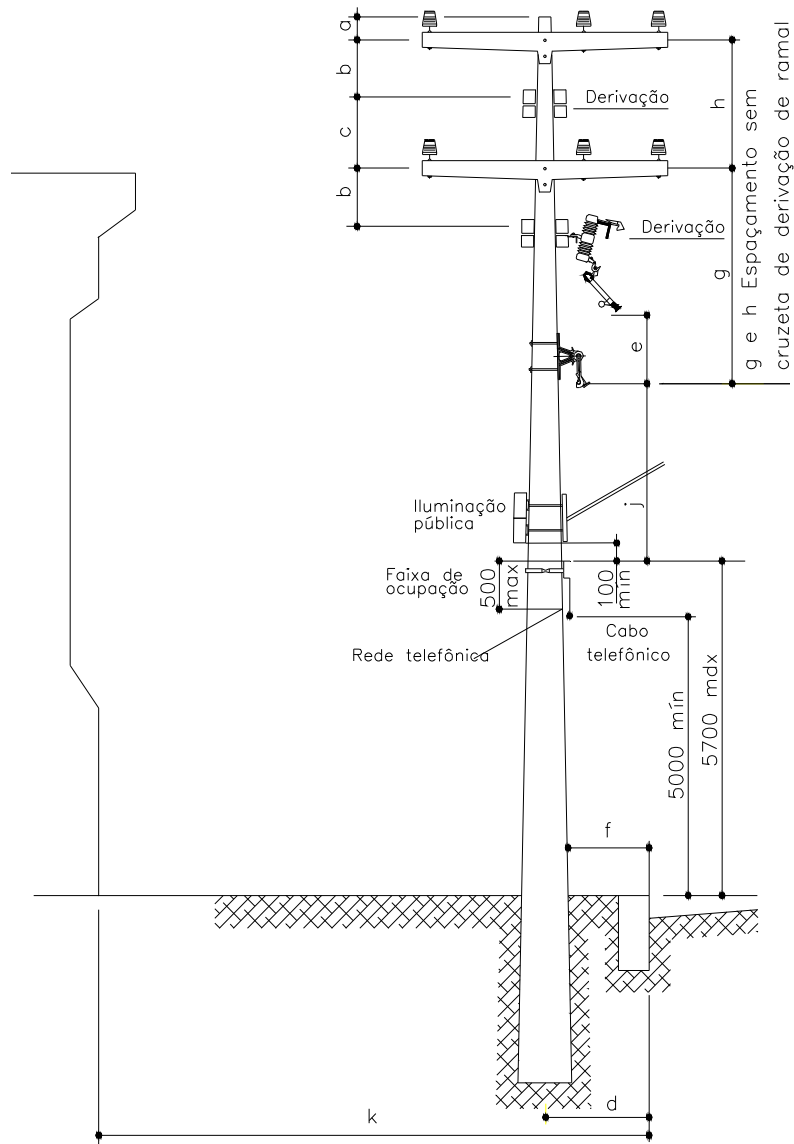 a
b
c
b
Derivação
Derivação
h
g
g e h Espaçamento sem
cruzeta de derivação de ramal
e
j
Iluminação
pública
Faixa de
ocupação
500
max
100
mín
Rede telefônica
Cabo
telefônico
5000 mín
5700 mdx
f
d
k